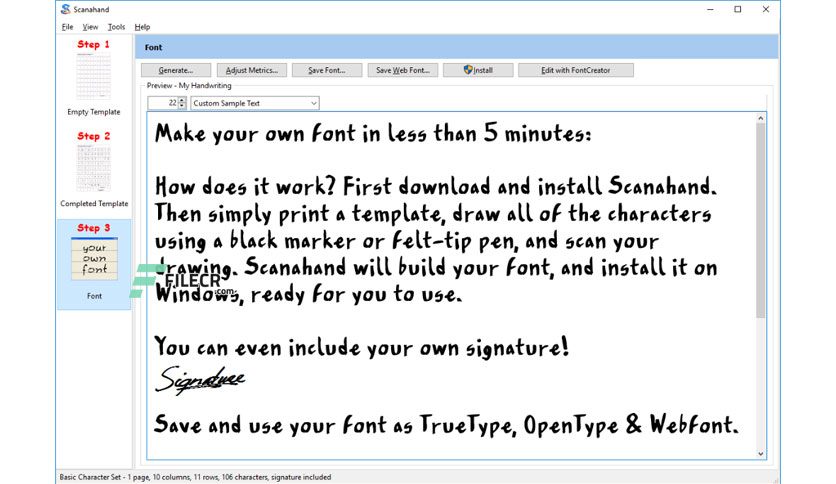 Scanahand
File View Tools Help
Step 1
Empty Template
Step 2
Completed Template
Step 3
your
own
font
Font
Font
Generate... Adjust Metrics... Save Font... Save Web Font... Install Edit with FontCreator
Preview - My Handwriting
22 Custom Sample Text
Make your own font in less than 5 minutes:
How does it work? First download and install Scanahand.
Then simply print a template, draw all of the characters
using a black marker or felt-tip pen, and scan your
drawing. Scanahand will build your font, and install it on
Windows, ready for you to use.
You can even include your own signature!
Signature
Save and use your font as TrueType, OpenType & Webfont.
FILECR
.com
Basic Character Set - 1 page, 10 columns, 11 rows, 106 characters, signature included